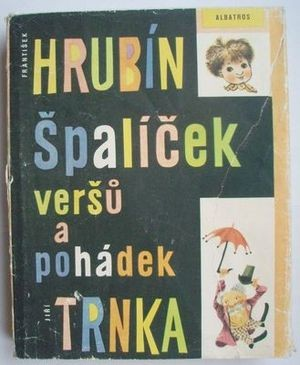 FRANTIŠEK
HRUBÍN
ALBATROS
Špalíček
veršů
a
pohádek
JIŘÍ
TRNKA